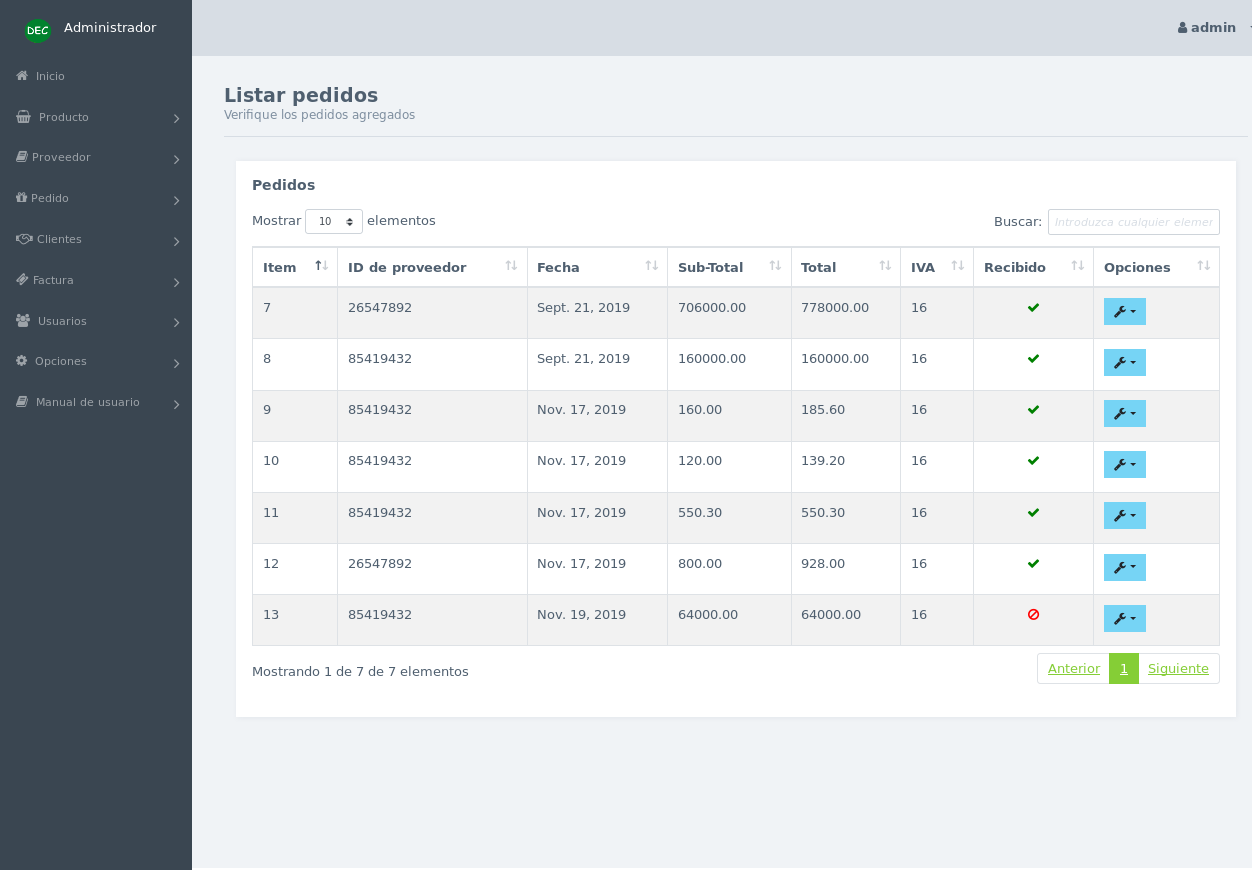 DEC Administrador
admin
Inicio
Producto
Proveedor
Pedido
Clientes
Factura
Usuarios
Opciones
Manual de usuario
Listar pedidos
Verifique los pedidos agregados
Pedidos
Mostrar 10 elementos
Buscar: Introduzca cualquier elemer
Item ID de proveedor Fecha Sub-Total Total IVA Recibido Opciones
7 26547892 Sept. 21, 2019 706000.00 778000.00 16
8 85419432 Sept. 21, 2019 160000.00 160000.00 16
9 85419432 Nov. 17, 2019 160.00 185.60 16
10 85419432 Nov. 17, 2019 120.00 139.20 16
11 85419432 Nov. 17, 2019 550.30 550.30 16
12 26547892 Nov. 17, 2019 800.00 928.00 16
13 85419432 Nov. 19, 2019 64000.00 64000.00 16
Mostrando 1 de 7 de 7 elementos
Anterior 1 Siguiente